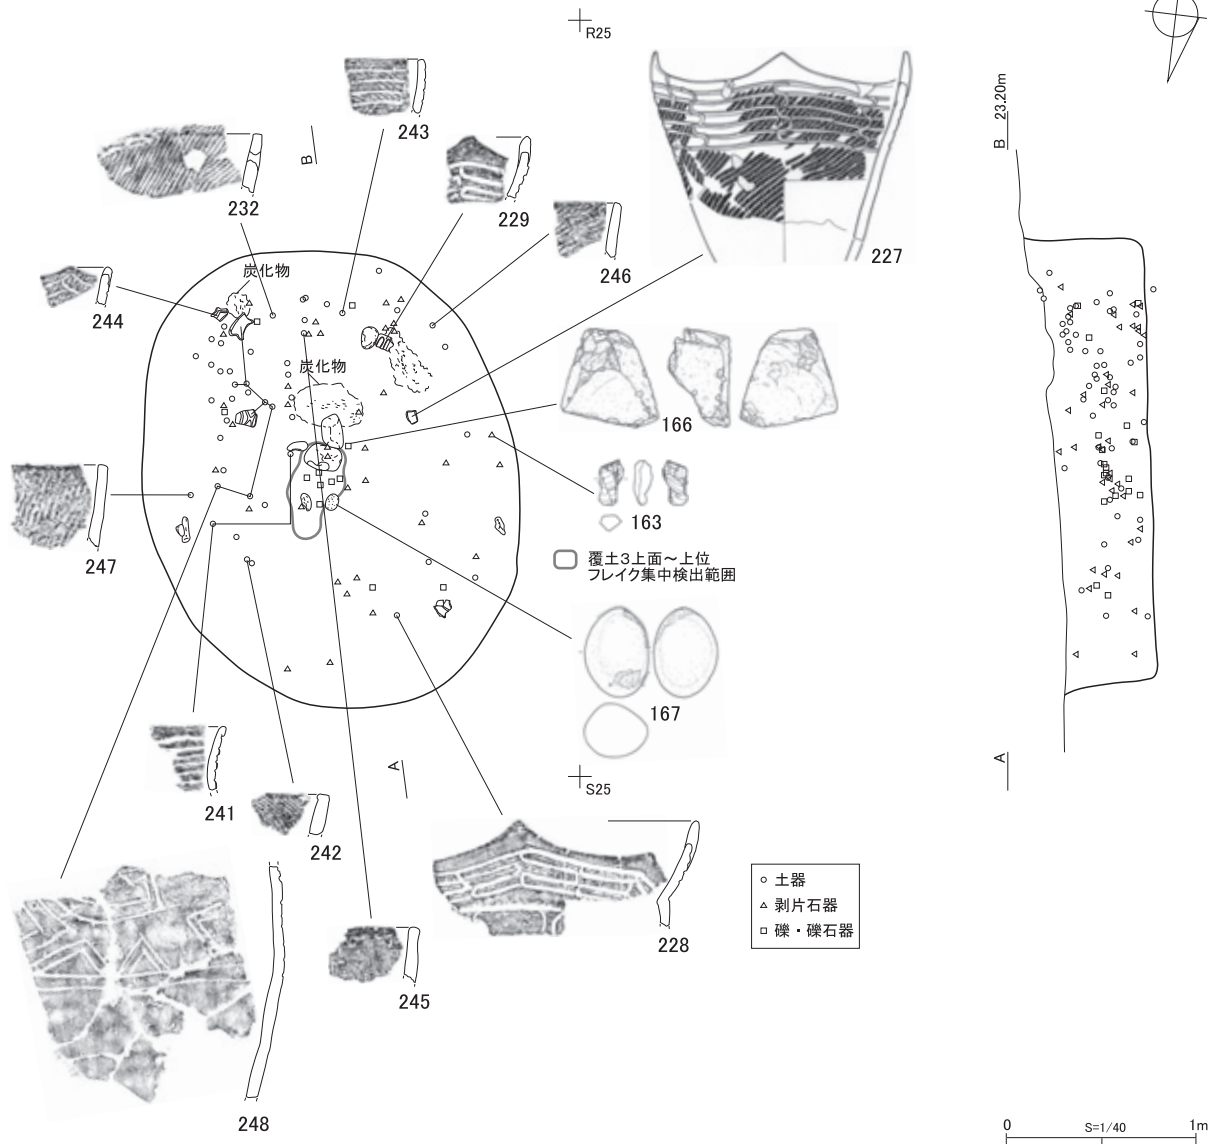 R25
B
23.20m
243
B
232
229
246
227
炭化物
244
炭化物
166
163
覆土3上面～上位
フレイク集中検出範囲
247
167
A
S25
A
241
242
228
245
248
土器
剥片石器
礫・礫石器
0
S=1/40
1m